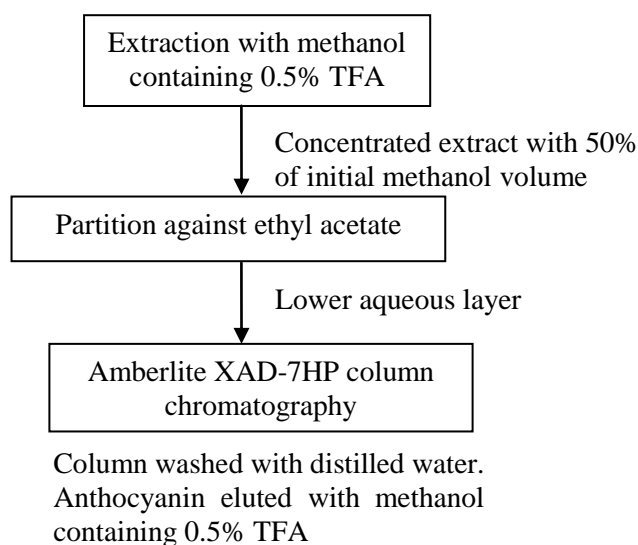 Extraction with methanol
containing 0.5% TFA
Concentrated extract with 50%
of initial methanol volume
Partition against ethyl acetate
Lower aqueous layer
Amberlite XAD-7HP column
chromatography
Column washed with distilled water.
Anthocyanin eluted with methanol
containing 0.5% TFA